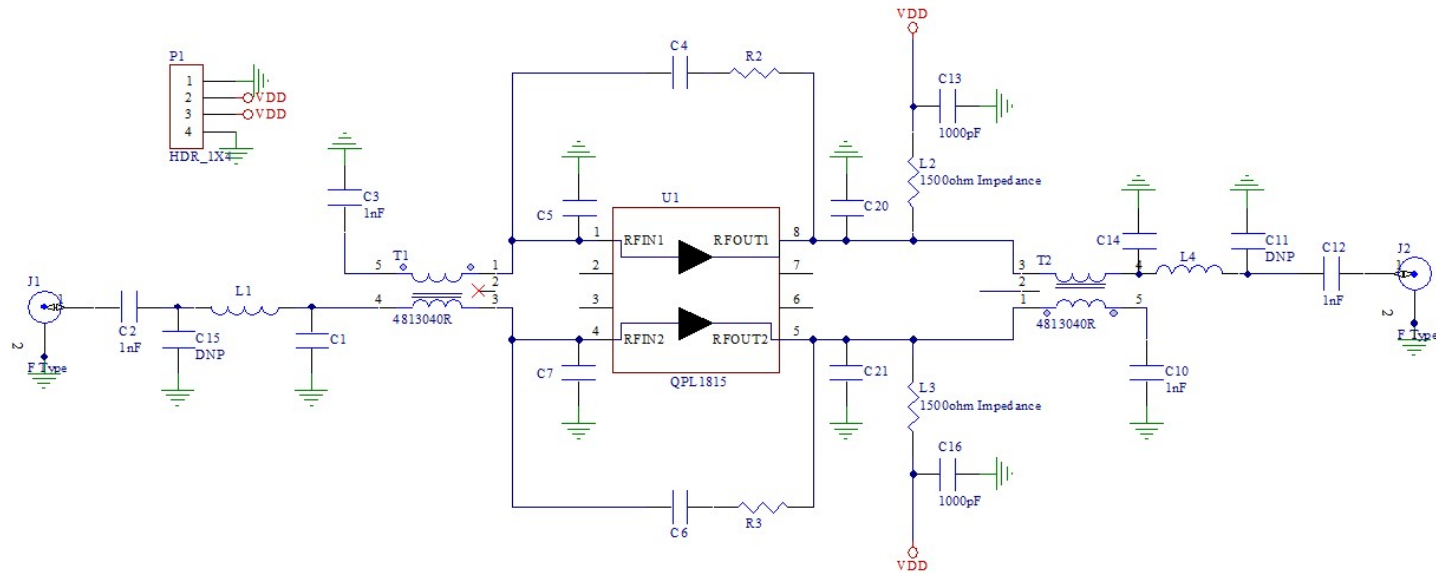 VDD
C4
R2
P1
1
2
3
4
VDD
VDD
HDR_1X4
C13
1000pF
C3
1nF
L2
1500ohm Impedance
U1
C5
C20
1
RFIN1
RFOUT1
8
C14
C11
DNP
C12
1nF
J2
1
2
F Type
T1
5
1
2
3
4
4813040R
2
7
3
6
T2
3
2
1
4
5
4813040R
L4
J1
1
2
F Type
C2
1nF
L1
C15
DNP
C1
4
RFIN2
RFOUT2
5
QPL1815
C7
C21
L3
1500ohm Impedance
C10
1nF
C16
1000pF
C6
R3
VDD